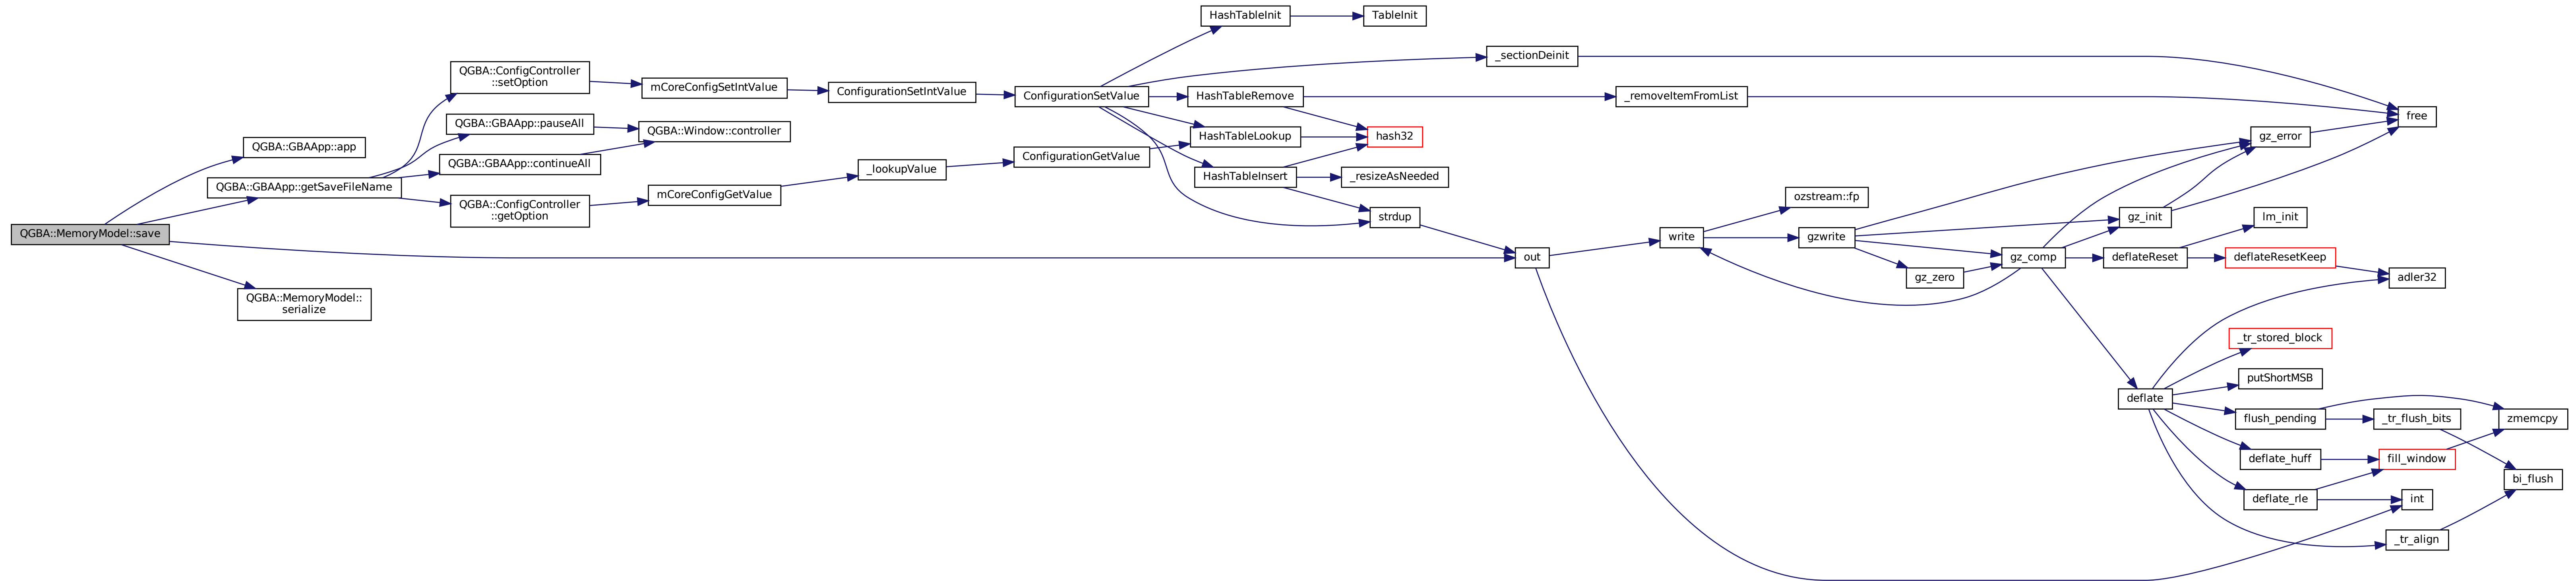 QGBA::MemoryModel::save
QGBA::GBAApp::app
QGBA::GBAApp::getSaveFileName
QGBA::MemoryModel::
serialize
QGBA::ConfigController
::setOption
QGBA::GBAApp::pauseAll
QGBA::GBAApp::continueAll
QGBA::ConfigController
::getOption
mCoreConfigSetIntValue
QGBA::Window::controller
mCoreConfigGetValue
ConfigurationSetIntValue
_lookupValue
ConfigurationSetValue
ConfigurationGetValue
HashTableInit
HashTableRemove
HashTableLookup
HashTableInsert
TableInit
hash32
_resizeAsNeeded
strdup
_sectionDeinit
out
_removeItemFromList
write
ozstream::fp
gzwrite
gz_zero
gz_comp
gz_init
deflateReset
deflate
gz_error
lm_init
deflateResetKeep
_tr_stored_block
putShortMSB
flush_pending
deflate_huff
deflate_rle
free
adler32
_tr_flush_bits
fill_window
int
_tr_align
zmemcpy
bi_flush